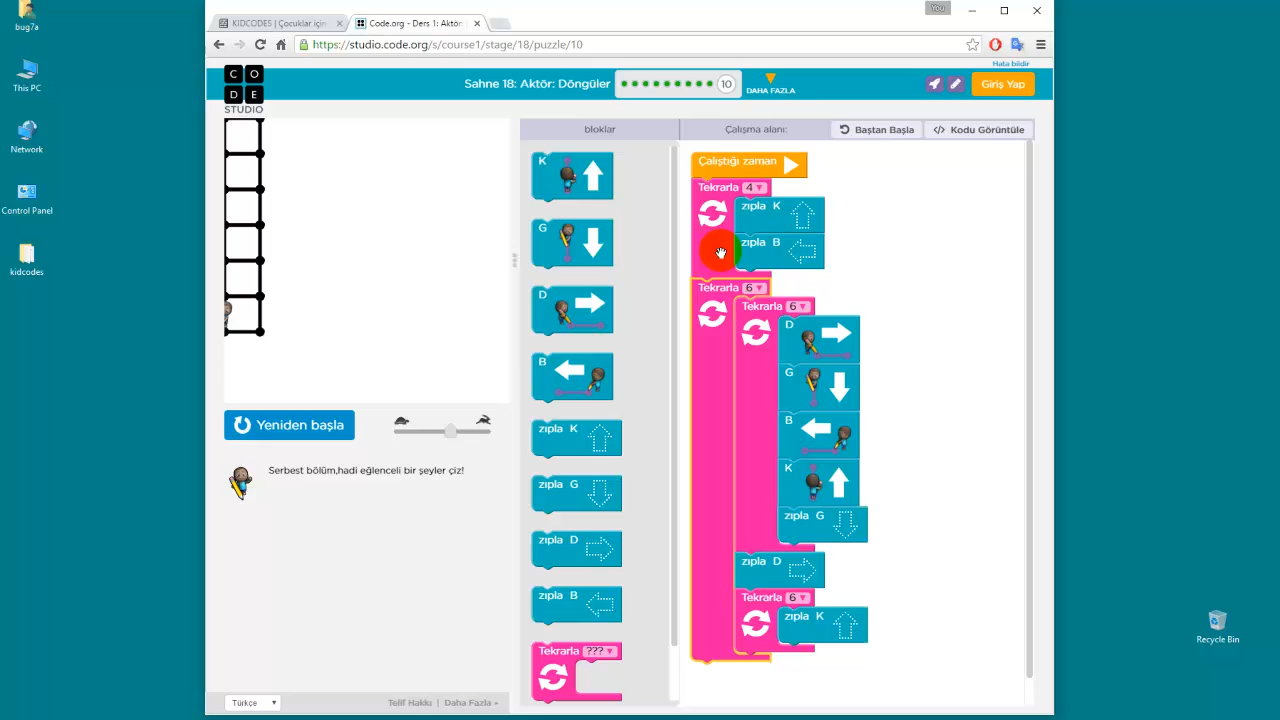 bug7a
This PC
Network
Control Panel
kidcodes
Recycle Bin
You
KIDCODES | Çocuklar için
Code.org - Ders 1: Aktör:
https://studio.code.org/s/course1/stage/18/puzzle/10
Hata bildir
C O
D E
STUDIO
Sahne 18: Aktör: Döngüler
10
DAHA FAZLA
Giriş Yap
bloklar
Çalışma alanı:
Baştan Başla
</> Kodu Görüntüle
K
G
D
B
zıpla K
zıpla G
zıpla D
zıpla B
Tekrarla ???
Çalıştığı zaman
Tekrarla 4
zıpla K
zıpla B
Tekrarla 6
Tekrarla 6
D
G
B
K
zıpla G
zıpla D
Tekrarla 6
zıpla K
Yeniden başla
Serbest bölüm,hadi eğlenceli bir şeyler çiz!
Türkçe
Telif Hakkı | Daha Fazla